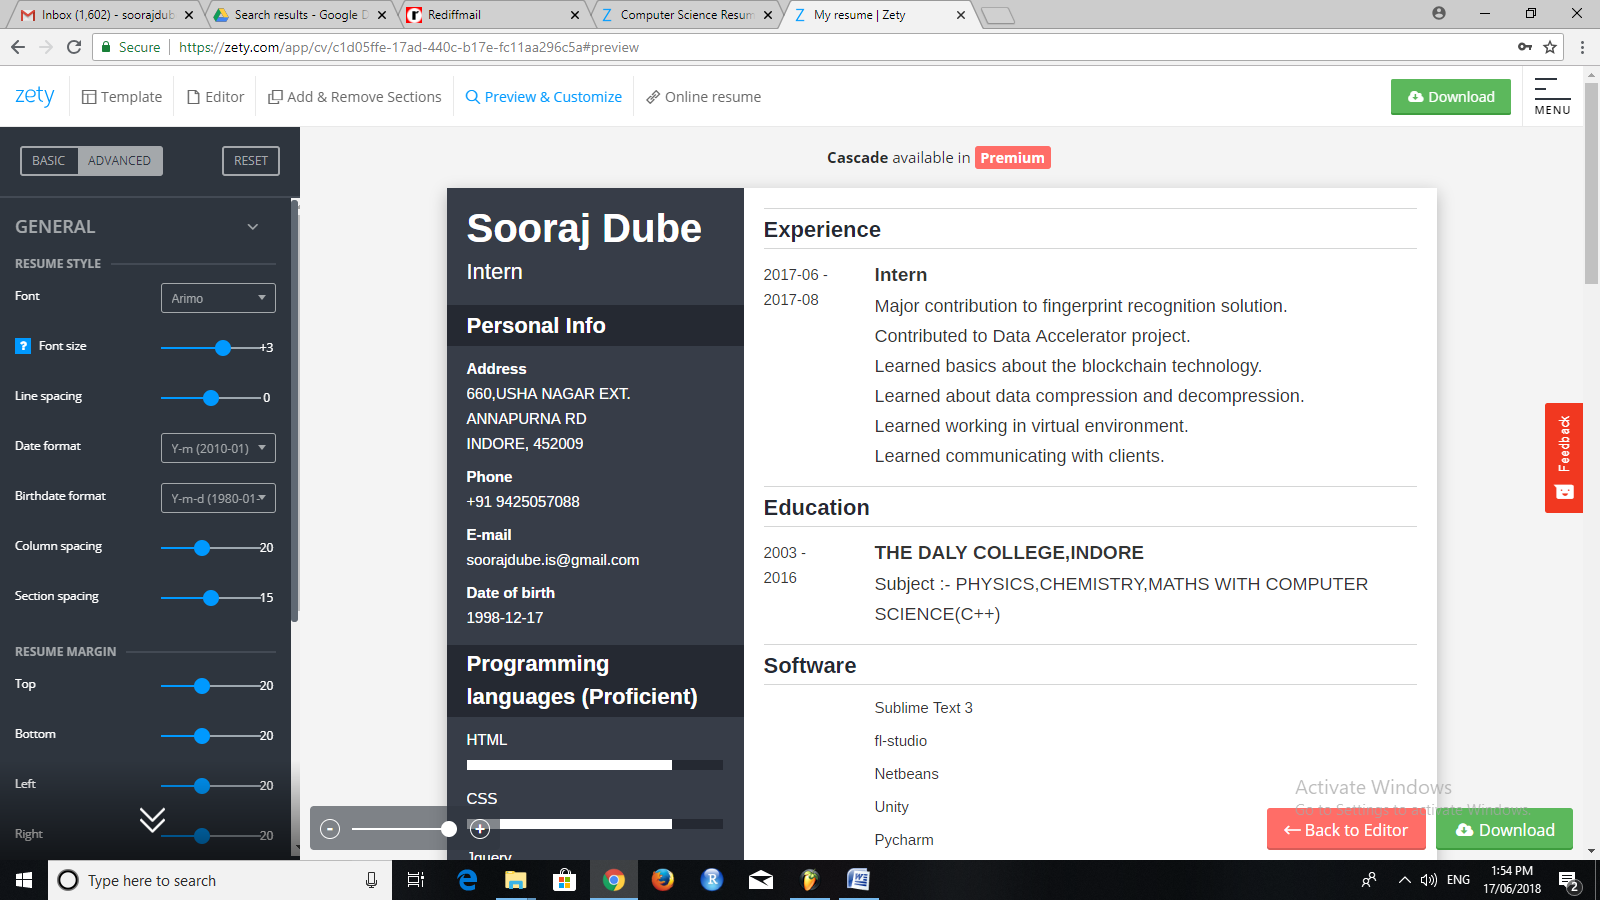 Inbox (1,602) - soorajdub
Search results - Google D
Rediffmail
Computer Science Resum
My resume | Zety
Secure
https://zety.com/app/cv/c1d05ffe-17ad-440c-b17e-fc11aa296c5a#preview
zety
Template
Editor
Add & Remove Sections
Preview & Customize
Online resume
Download
MENU
BASIC
ADVANCED
RESET
GENERAL
RESUME STYLE
Font
Arimo
? Font size
+3
Line spacing
0
Date format
Y-m (2010-01)
Birthdate format
Y-m-d (1980-01-
Column spacing
20
Section spacing
15
RESUME MARGIN
Top
20
Bottom
20
Left
20
Right
20
Cascade available in Premium
Sooraj Dube
Intern
Personal Info
Address
660,USHA NAGAR EXT.
ANNAPURNA RD
INDORE, 452009
Phone
+91 9425057088
E-mail
soorajdube.is@gmail.com
Date of birth
1998-12-17
Programming
languages (Proficient)
HTML
CSS
Jquery
Experience
2017-06 -
2017-08
Intern
Major contribution to fingerprint recognition solution.
Contributed to Data Accelerator project.
Learned basics about the blockchain technology.
Learned about data compression and decompression.
Learned working in virtual environment.
Learned communicating with clients.
Education
2003 -
2016
THE DALY COLLEGE,INDORE
Subject :- PHYSICS,CHEMISTRY,MATHS WITH COMPUTER
SCIENCE(C++)
Software
Sublime Text 3
fl-studio
Netbeans
Unity
Pycharm
Feedback
Activate Windows
Go to Settings to activate Windows.
Back to Editor
Download
Type here to search
ENG
1:54 PM
17/06/2018
2